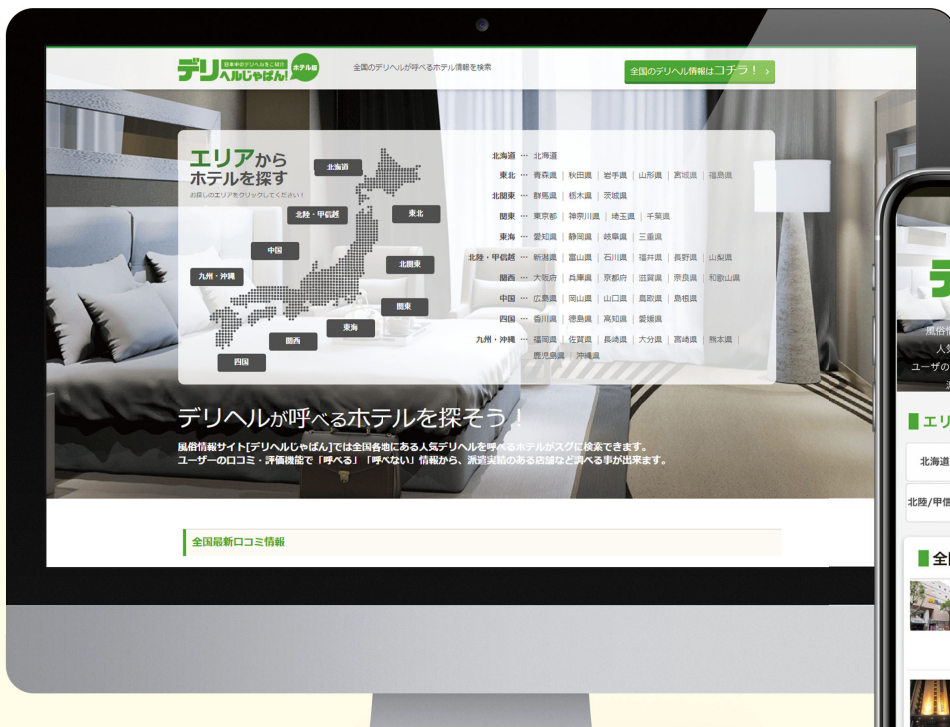 デリヘルじゃぱん!
日本中のデリヘルをご紹介
ホテル版
全国のデリヘルが呼べるホテル情報を検索
全国のデリヘル情報はコチラ!
エリアから
ホテルを探す
お探しのエリアをクリックしてください!
北海道
北陸・甲信越
東北
中国
北関東
九州・沖縄
関東
東海
関西
四国
北海道 … 北海道
東北 … 青森県 | 秋田県 | 岩手県 | 山形県 | 宮城県 | 福島県
北関東 … 群馬県 | 栃木県 | 茨城県
関東 … 東京都 | 神奈川県 | 埼玉県 | 千葉県
東海 … 愛知県 | 静岡県 | 岐阜県 | 三重県
北陸・甲信越 … 新潟県 | 富山県 | 石川県 | 福井県 | 長野県 | 山梨県
関西 … 大阪府 | 兵庫県 | 京都府 | 滋賀県 | 奈良県 | 和歌山県
中国 … 広島県 | 岡山県 | 山口県 | 鳥取県 | 島根県
四国 … 香川県 | 徳島県 | 高知県 | 愛媛県
九州・沖縄 … 福岡県 | 佐賀県 | 長崎県 | 大分県 | 宮崎県 | 熊本県 |
鹿児島県 | 沖縄県
デリヘルが呼べるホテルを探そう!
風俗情報サイト[デリヘルじゃぱん]では全国各地にある人気デリヘルを呼べるホテルがスグに検索できます。
ユーザーの口コミ・評価機能で「呼べる」「呼べない」情報から、派遣実績のある店舗など調べる事が出来ます。
全国最新口コミ情報
デ
風俗情
人気
ユーザの
エリ
北海道
北陸/甲信
全国